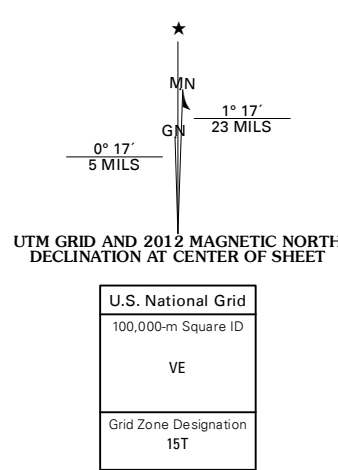 ★
MN
1° 17´
23 MILS
GN
0° 17´
5 MILS
UTM GRID AND 2012 MAGNETIC NORTH
DECLINATION AT CENTER OF SHEET
U.S. National Grid
100,000-m Square ID
VE
Grid Zone Designation
15T